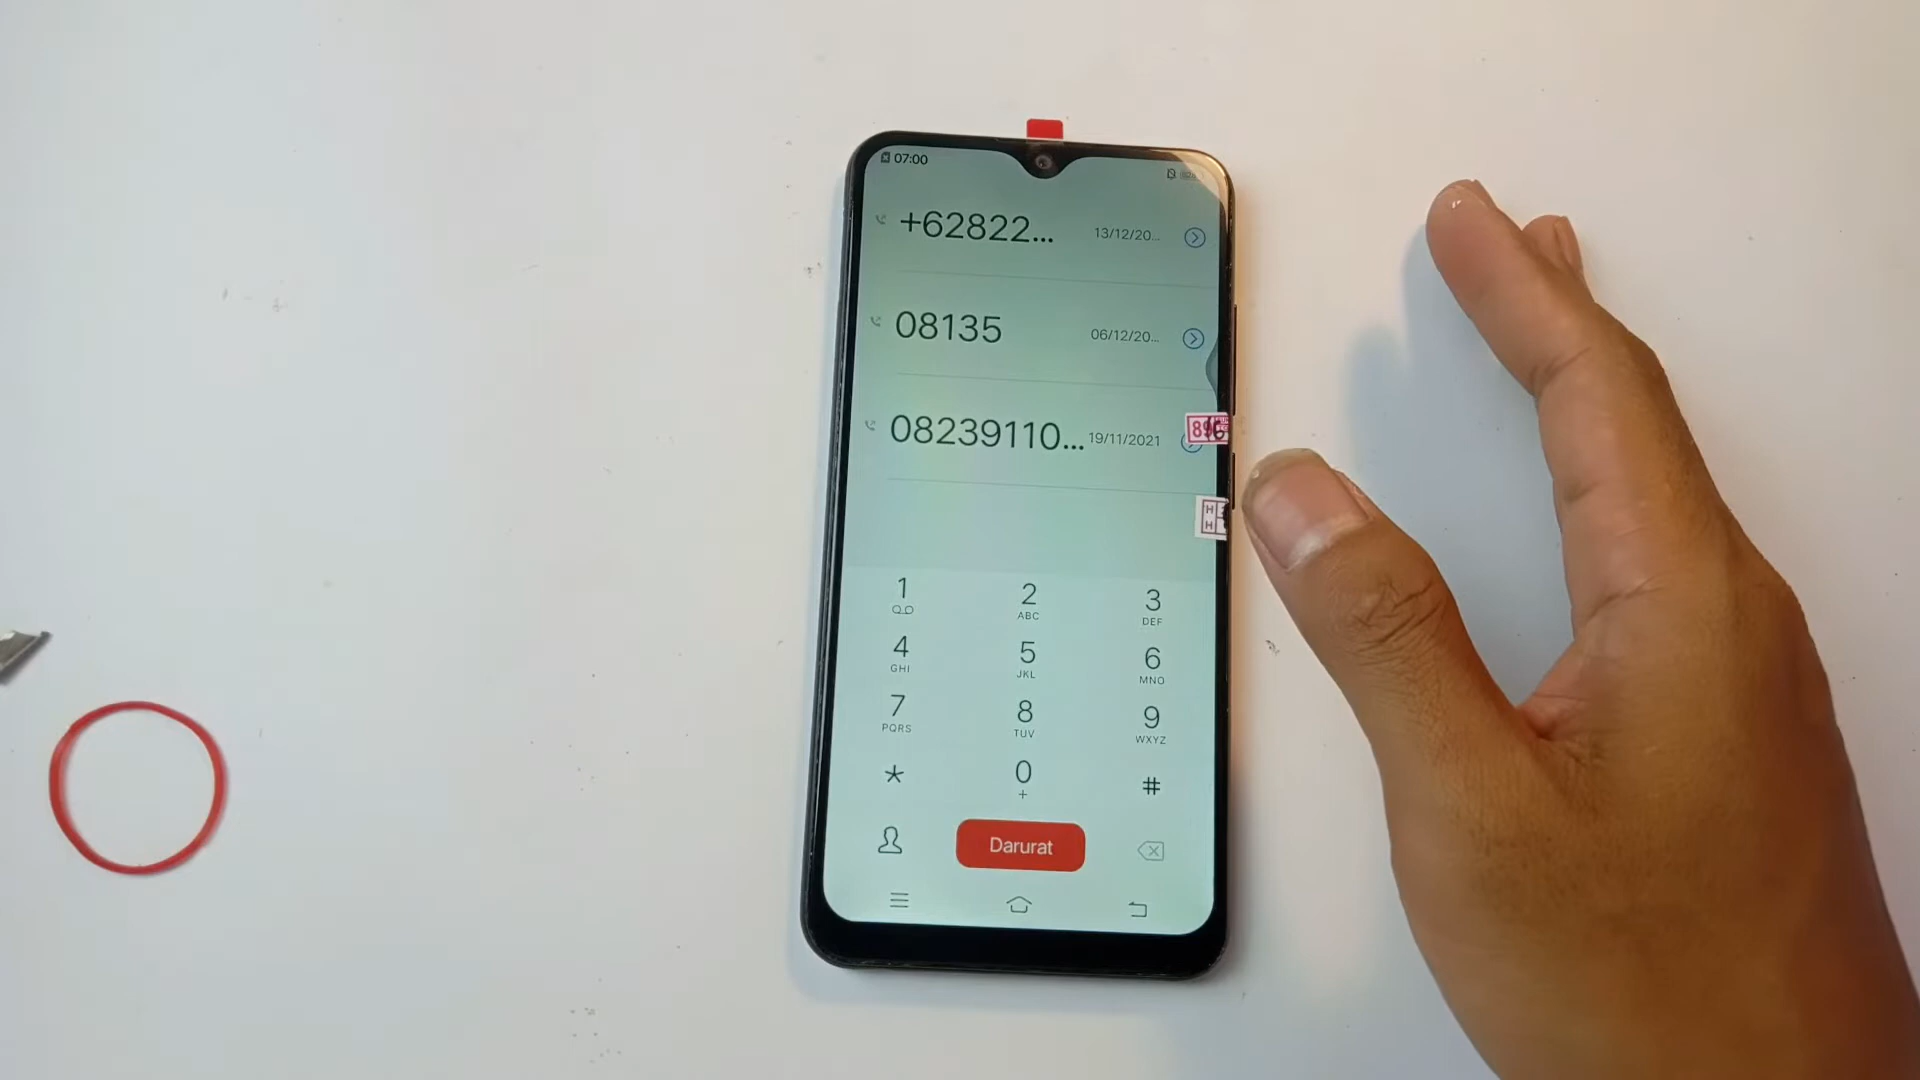 07:00
+62822... 13/12/20...
08135 06/12/20...
08239110... 19/11/2021
1 2 3
ABC DEF
4 5 6
GHI JKL MNO
7 8 9
PQRS TUV WXYZ
* 0 #
+
Darurat